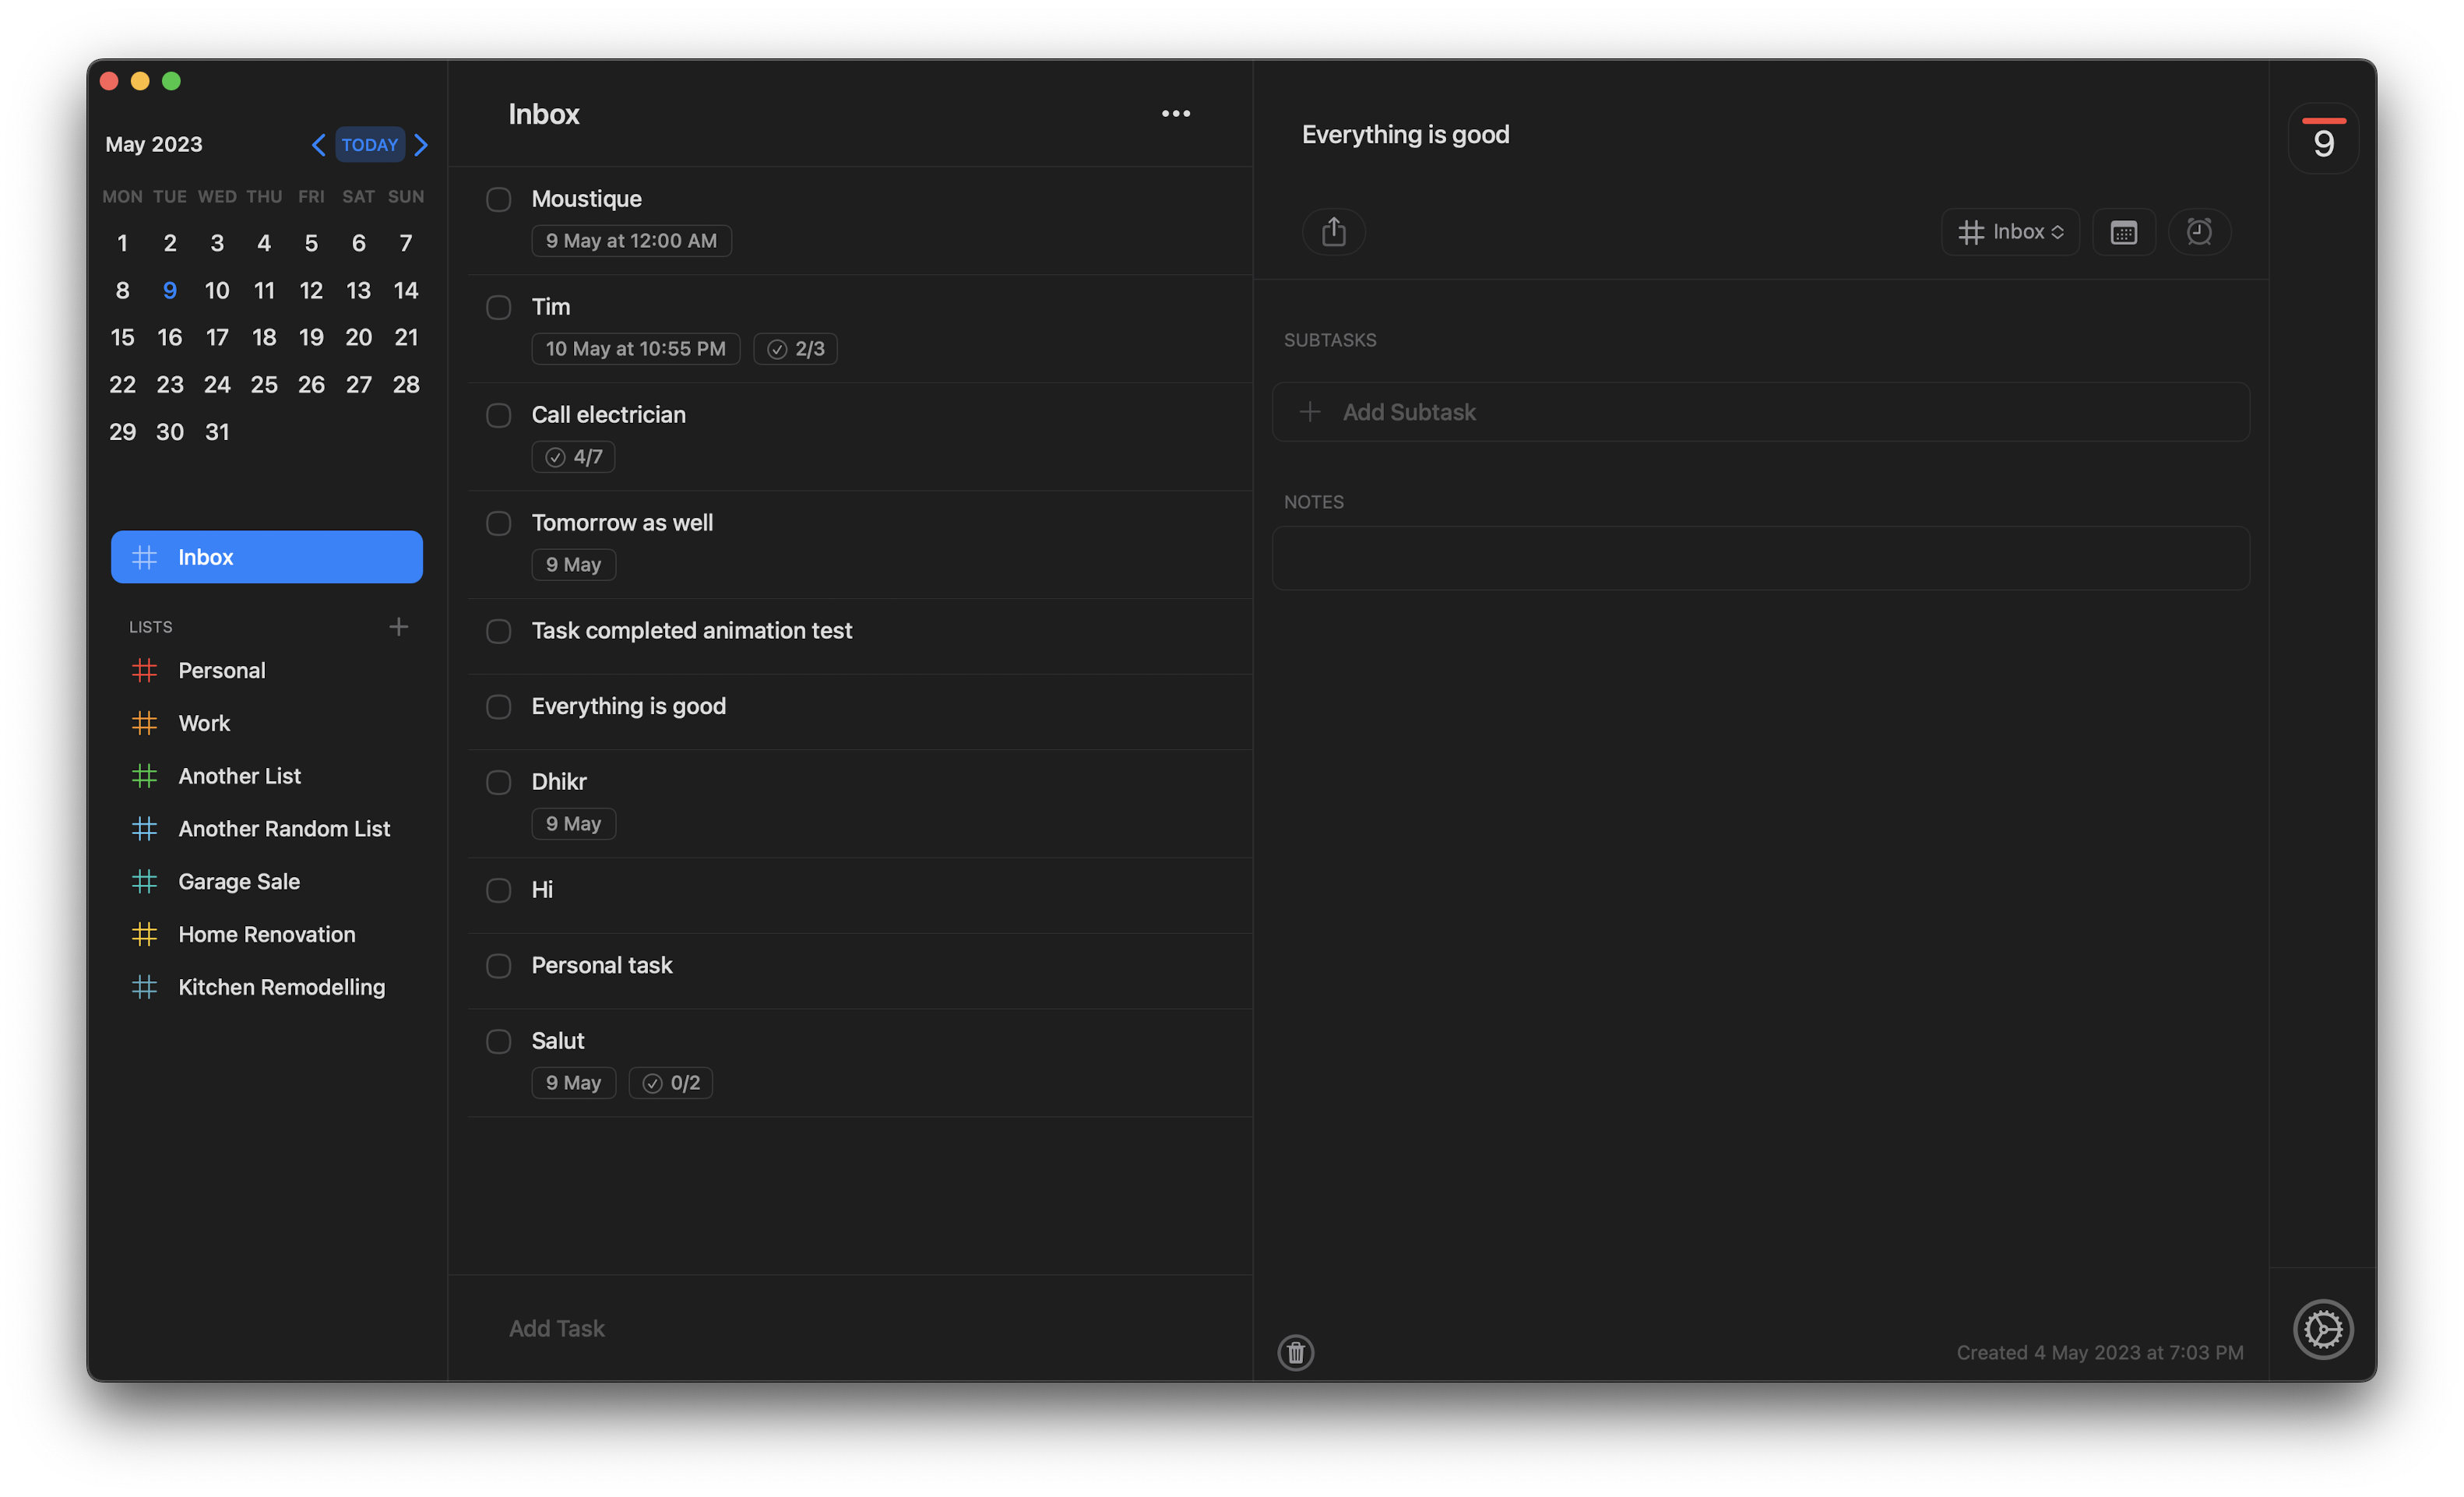 May 2023
TODAY
MON TUE WED THU FRI SAT SUN
1 2 3 4 5 6 7
8 9 10 11 12 13 14
15 16 17 18 19 20 21
22 23 24 25 26 27 28
29 30 31
Inbox
LISTS
Personal
Work
Another List
Another Random List
Garage Sale
Home Renovation
Kitchen Remodelling
Inbox
Moustique
9 May at 12:00 AM
Tim
10 May at 10:55 PM 2/3
Call electrician
4/7
Tomorrow as well
9 May
Task completed animation test
Everything is good
Dhikr
9 May
Hi
Personal task
Salut
9 May 0/2
Add Task
Everything is good
Inbox
SUBTASKS
Add Subtask
NOTES
Created 4 May 2023 at 7:03 PM
9